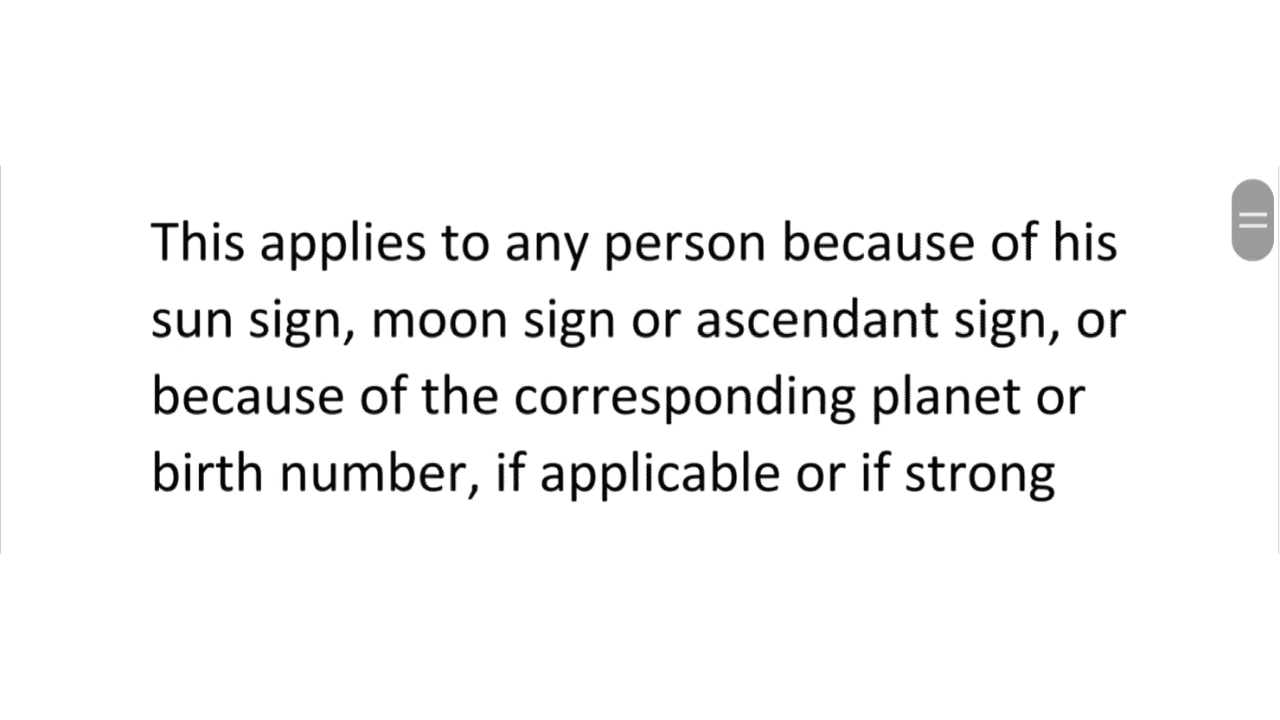 This applies to any person because of his
sun sign, moon sign or ascendant sign, or
because of the corresponding planet or
birth number, if applicable or if strong